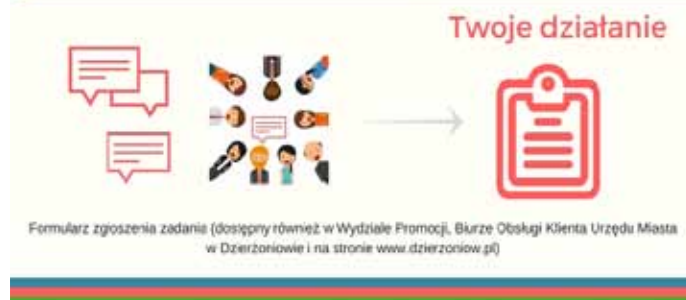 Twoje działanie
Formularz zgłoszenia zadania (dostępny również w Wydziale Promocji, Biurze Obsługi Klienta Urzędu Miasta
w Dzierżoniowie i na stronie www.dzierzoniow.pl)